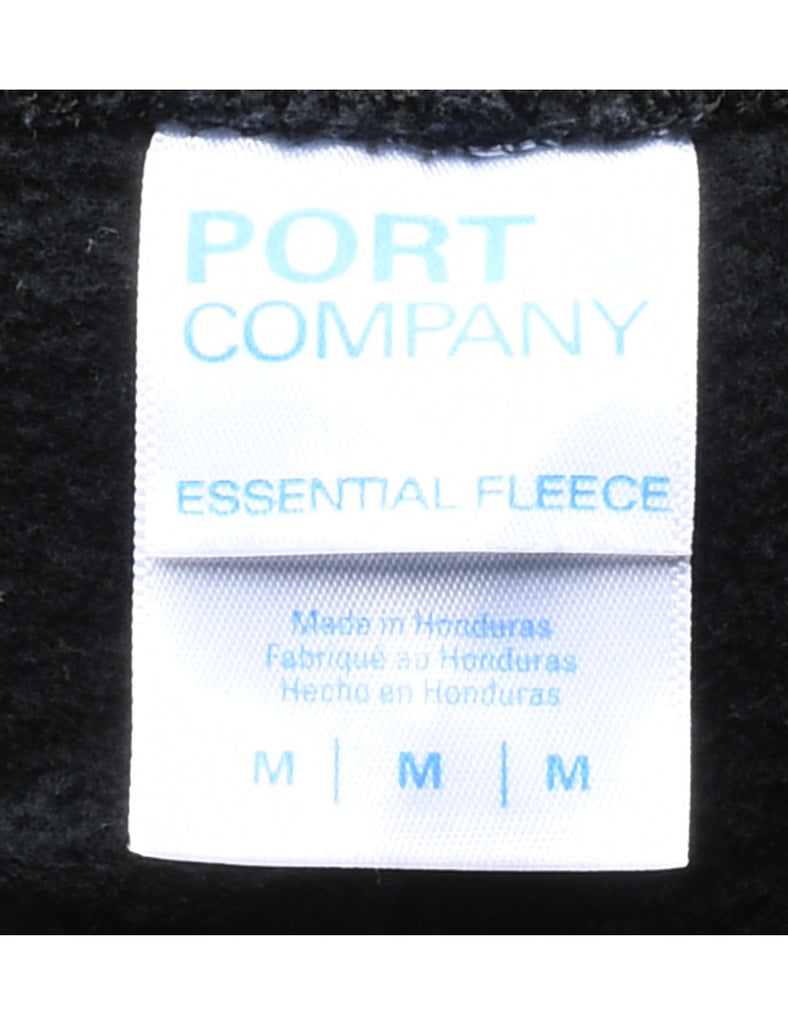 PORT &
COMPANY
ESSENTIAL FLEECE
Made in Honduras
Fabriqué au Honduras
Hecho en Honduras
M | M | M